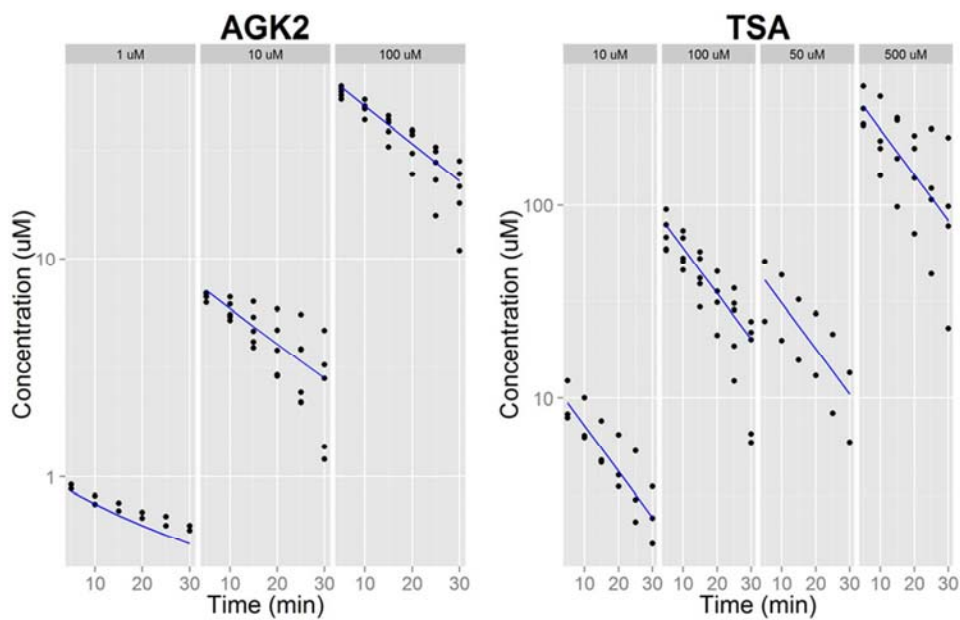 AGK2
1 uM 10 uM 100 uM
Concentration (uM)
10
1
10 20 30 10 20 30 10 20 30
Time (min)
TSA
10 uM 100 uM 50 uM 500 uM
Concentration (uM)
100
10
10 20 30 10 20 30 10 20 30 10 20 30
Time (min)